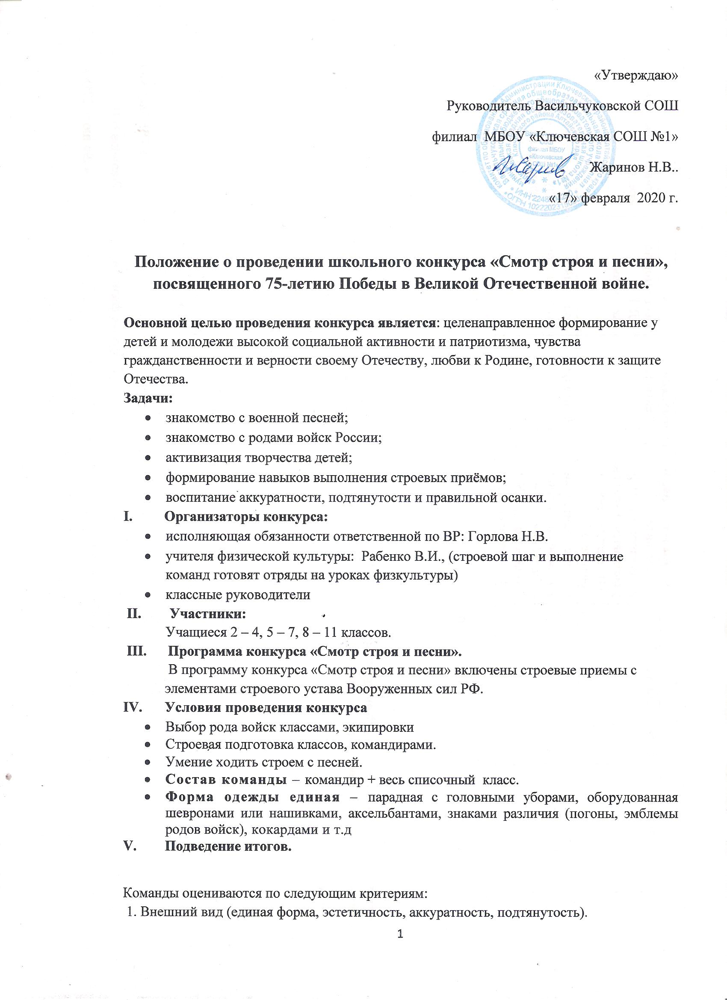 «Утверждаю»
Руководитель Васильчуковской СОШ
филиал МБОУ «Ключевская СОШ №1»
Жаринов Н.В..
«17» февраля 2020 г.
Положение о проведении школьного конкурса «Смотр строя и песни»,
посвященного 75-летию Победы в Великой Отечественной войне.
Основной целью проведения конкурса является: целенаправленное формирование у
детей и молодежи высокой социальной активности и патриотизма, чувства
гражданственности и верности своему Отечеству, любви к Родине, готовности к защите
Отечества.
Задачи:
• знакомство с военной песней;
• знакомство с родами войск России;
• активизация творчества детей;
• формирование навыков выполнения строевых приёмов;
• воспитание аккуратности, подтянутости и правильной осанки.
I. Организаторы конкурса:
• исполняющая обязанности ответственной по ВР: Горлова Н.В.
• учителя физической культуры: Рабенко В.И., (строевой шаг и выполнение
команд готовят отряды на уроках физкультуры)
• классные руководители
II. Участники:
Учащиеся 2 – 4, 5 – 7, 8 – 11 классов.
III. Программа конкурса «Смотр строя и песни».
В программу конкурса «Смотр строя и песни» включены строевые приемы с
элементами строевого устава Вооруженных сил РФ.
IV. Условия проведения конкурса
• Выбор рода войск классами, экипировки
• Строевая подготовка классов, командирами.
• Умение ходить строем с песней.
• Состав команды – командир + весь списочный класс.
• Форма одежды единая – парадная с головными уборами, оборудованная
шевронами или нашивками, аксельбантами, знаками различия (погоны, эмблемы
родов войск), кокардами и т.д
V. Подведение итогов.
Команды оцениваются по следующим критериям:
1. Внешний вид (единая форма, эстетичность, аккуратность, подтянутость).
1